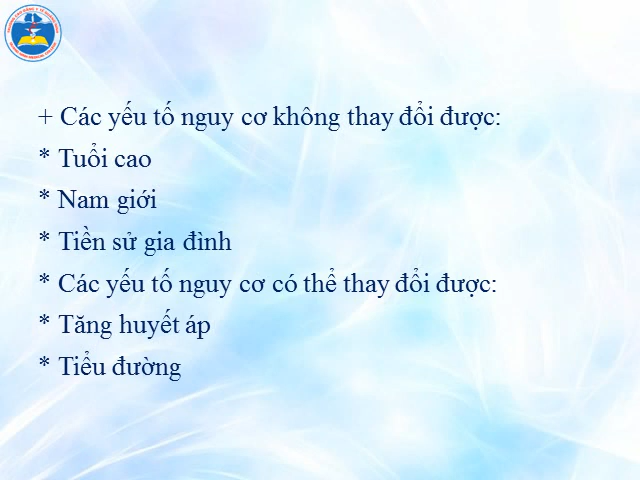 + Các yếu tố nguy cơ không thay đổi được:
* Tuổi cao
* Nam giới
* Tiền sử gia đình
* Các yếu tố nguy cơ có thể thay đổi được:
* Tăng huyết áp
* Tiểu đường